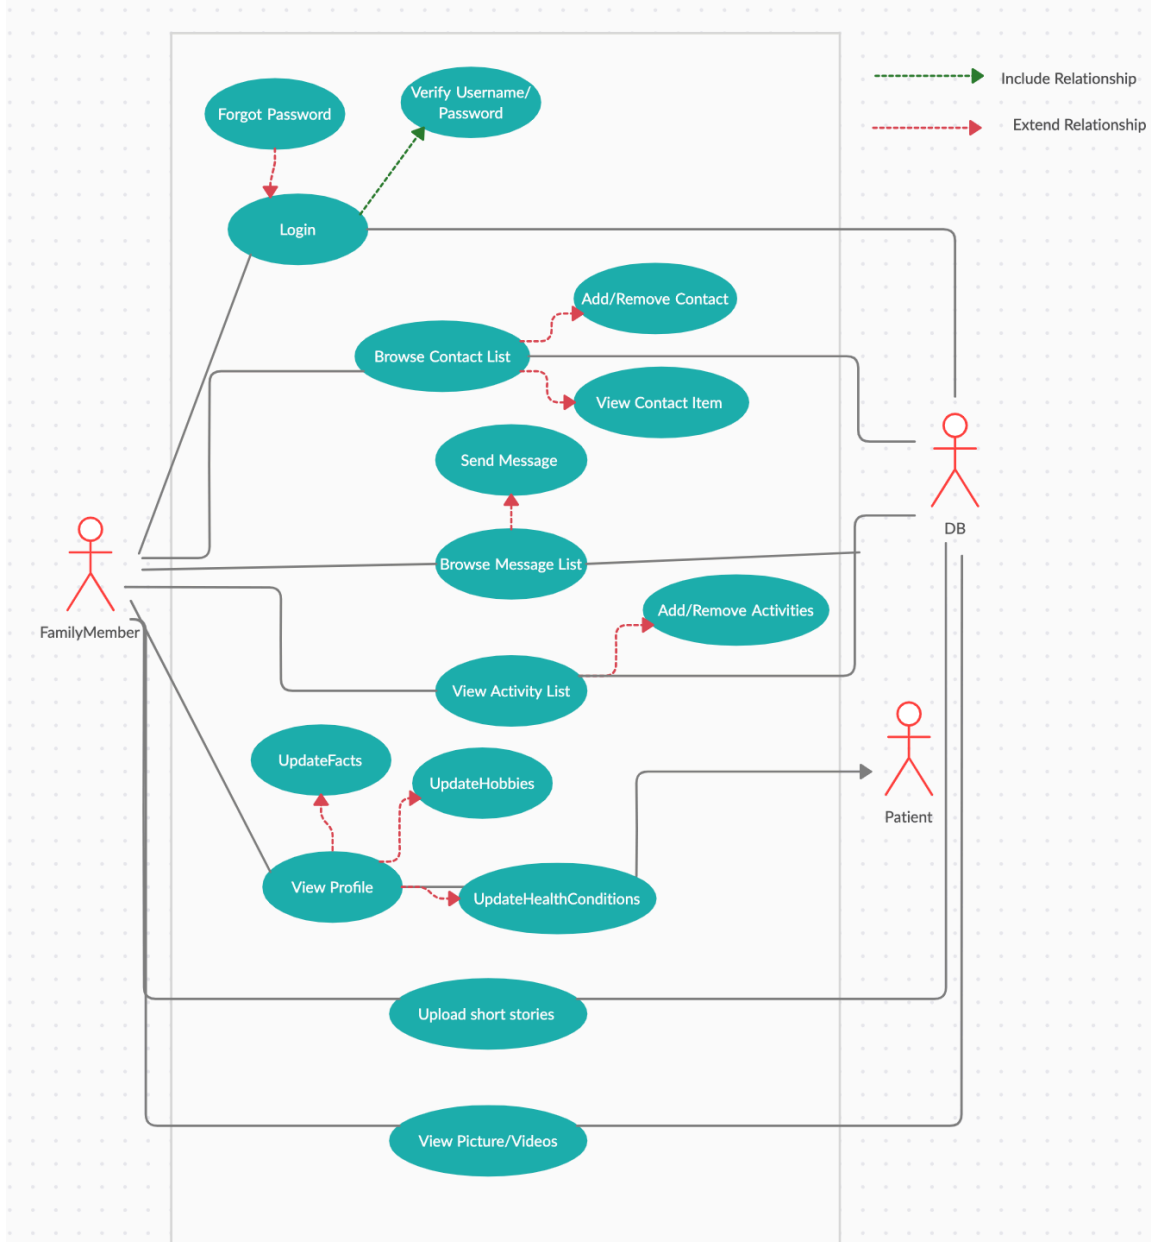 Forgot Password
Verify Username/
Password
Include Relationship
Extend Relationship
Login
Add/Remove Contact
Browse Contact List
View Contact Item
Send Message
DB
Browse Message List
FamilyMember
Add/Remove Activities
View Activity List
UpdateFacts
UpdateHobbies
Patient
View Profile
UpdateHealthConditions
Upload short stories
View Picture/Videos